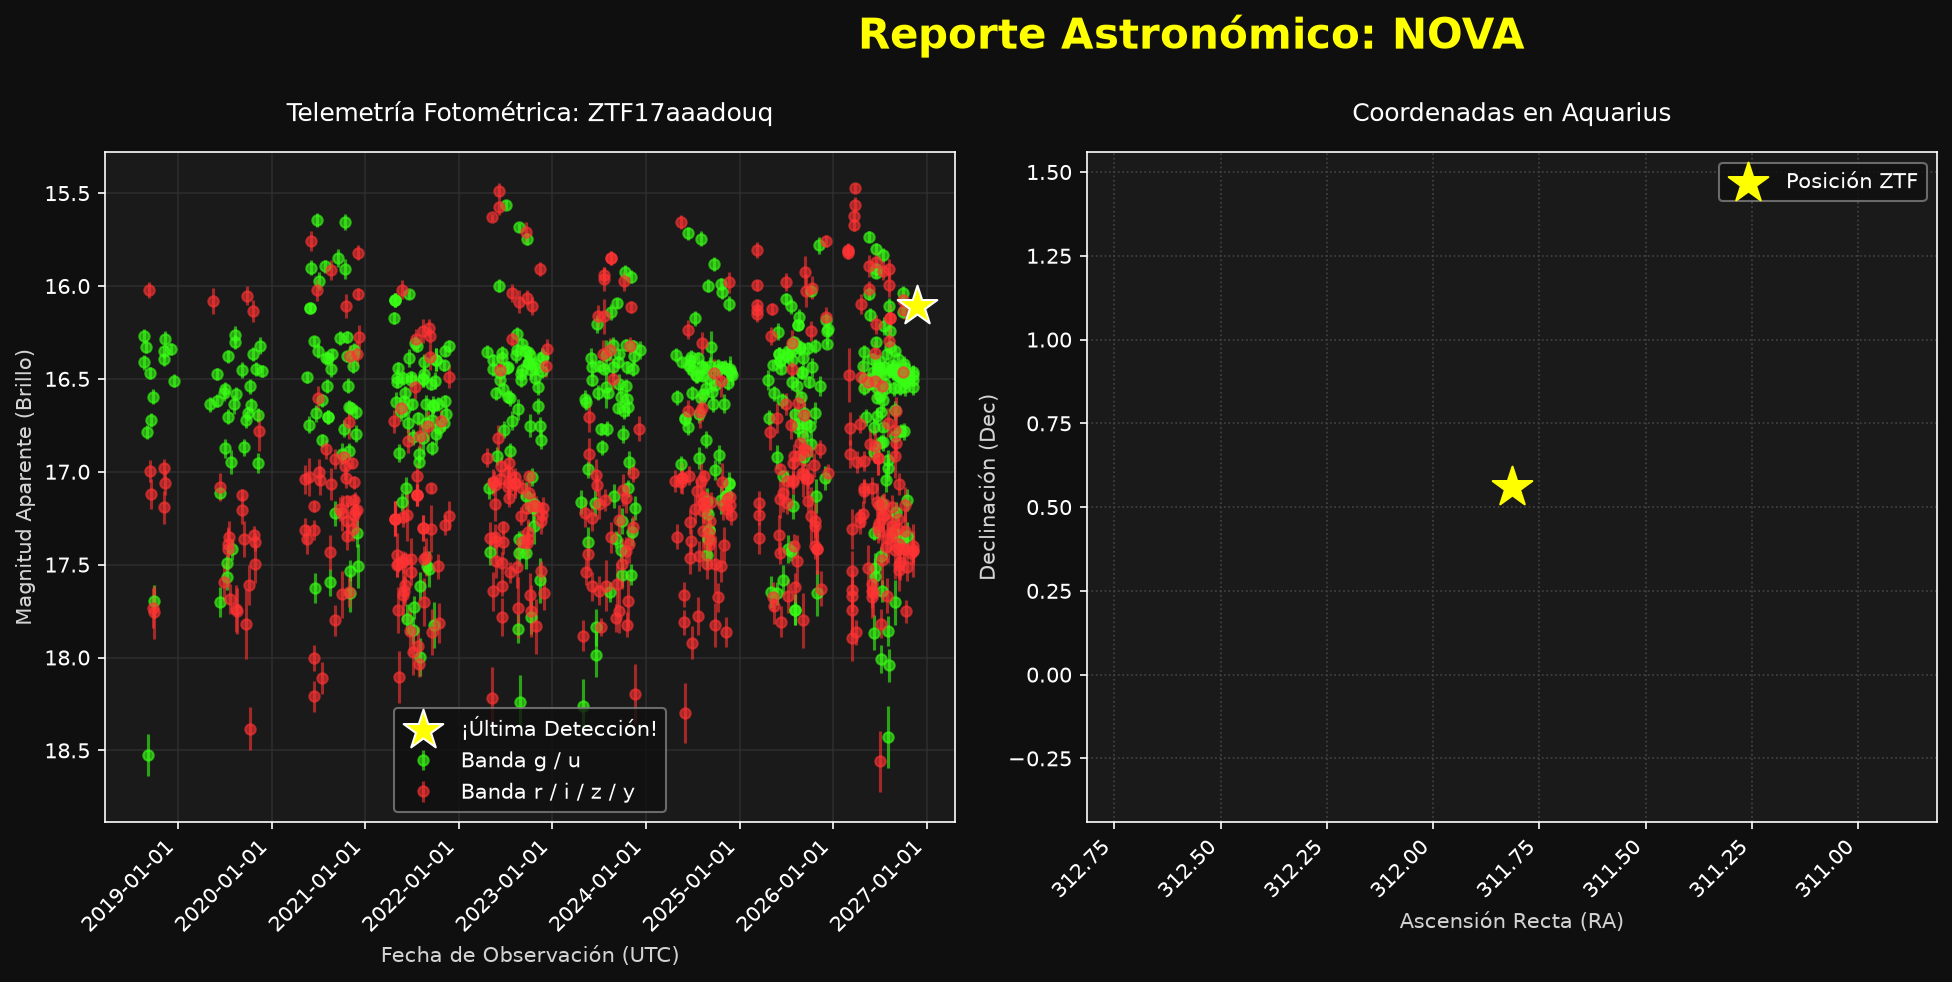 Reporte Astronómico: NOVA
Telemetría Fotométrica: ZTF17aaadouq
Magnitud Aparente (Brillo)
15.5
16.0
16.5
17.0
17.5
18.0
18.5
¡Última Detección!
Banda g / u
Banda r / i / z / y
2019-01-01
2020-01-01
2021-01-01
2022-01-01
2023-01-01
2024-01-01
2025-01-01
2026-01-01
2027-01-01
Fecha de Observación (UTC)
Coordenadas en Aquarius
Posición ZTF
Declinación (Dec)
1.50
1.25
1.00
0.75
0.50
0.25
0.00
−0.25
312.75
312.50
312.25
312.00
311.75
311.50
311.25
311.00
Ascensión Recta (RA)